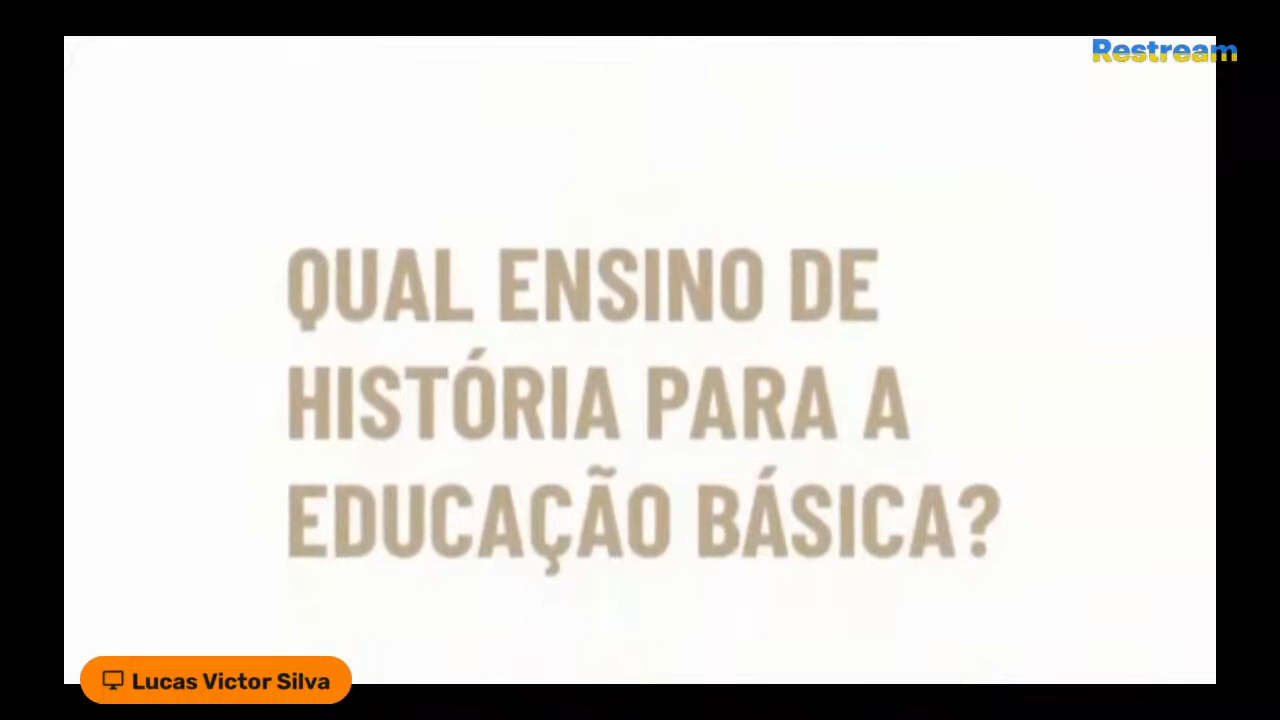 Restream
QUAL ENSINO DE
HISTÓRIA PARA A
EDUCAÇÃO BÁSICA?
Lucas Victor Silva